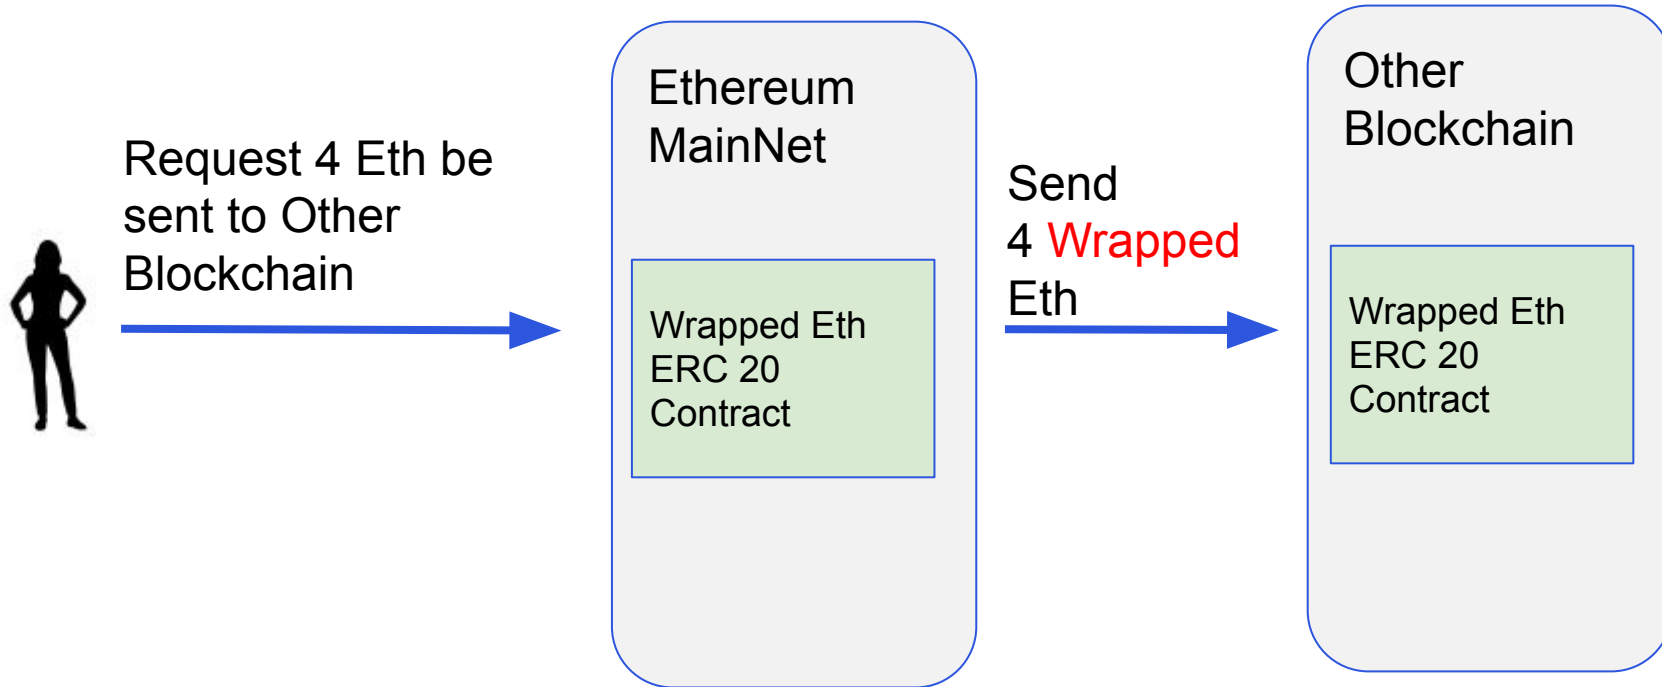 Request 4 Eth be
sent to Other
Blockchain
Ethereum
MainNet
Wrapped Eth
ERC 20
Contract
Send
4 Wrapped
Eth
Other
Blockchain
Wrapped Eth
ERC 20
Contract